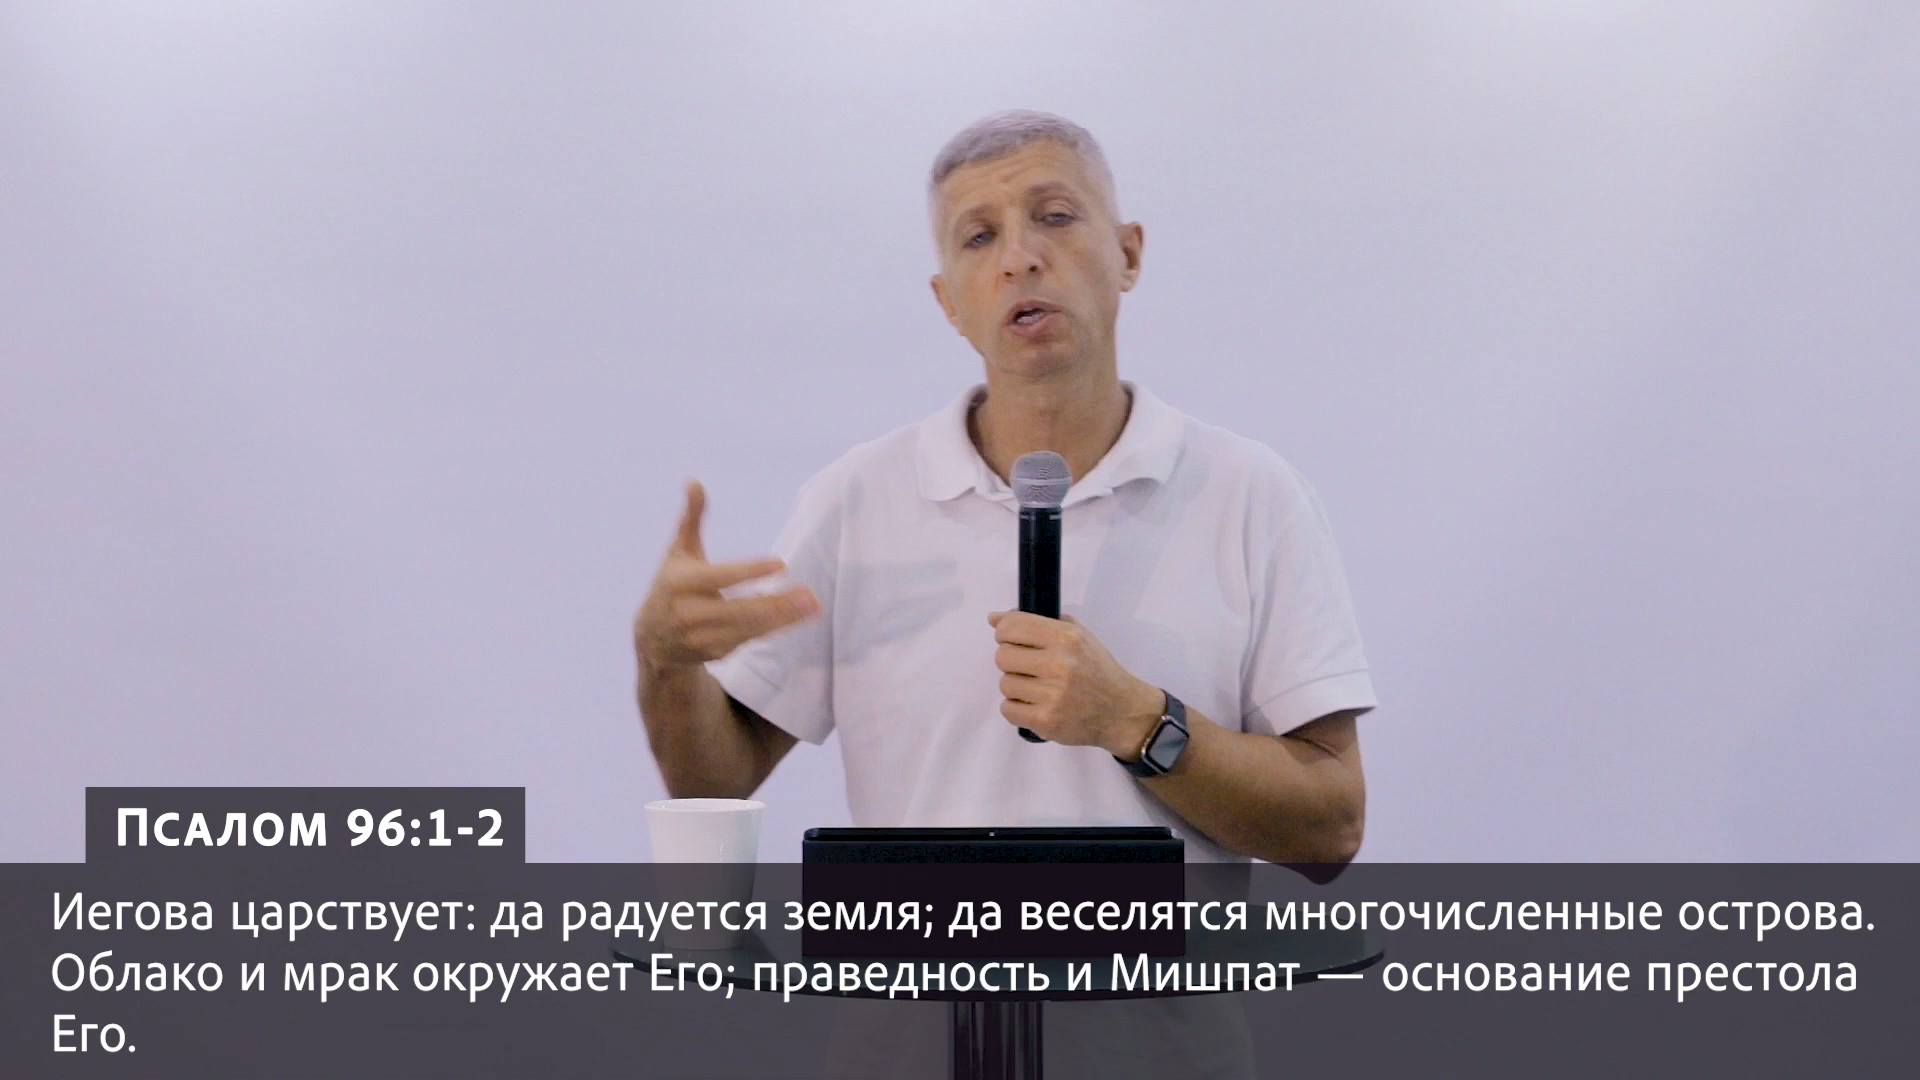 Псалом 96:1-2
Иегова царствует: да радуется земля; да веселятся многочисленные острова.
Облако и мрак окружает Его; праведность и Мишпат — основание престола
Его.